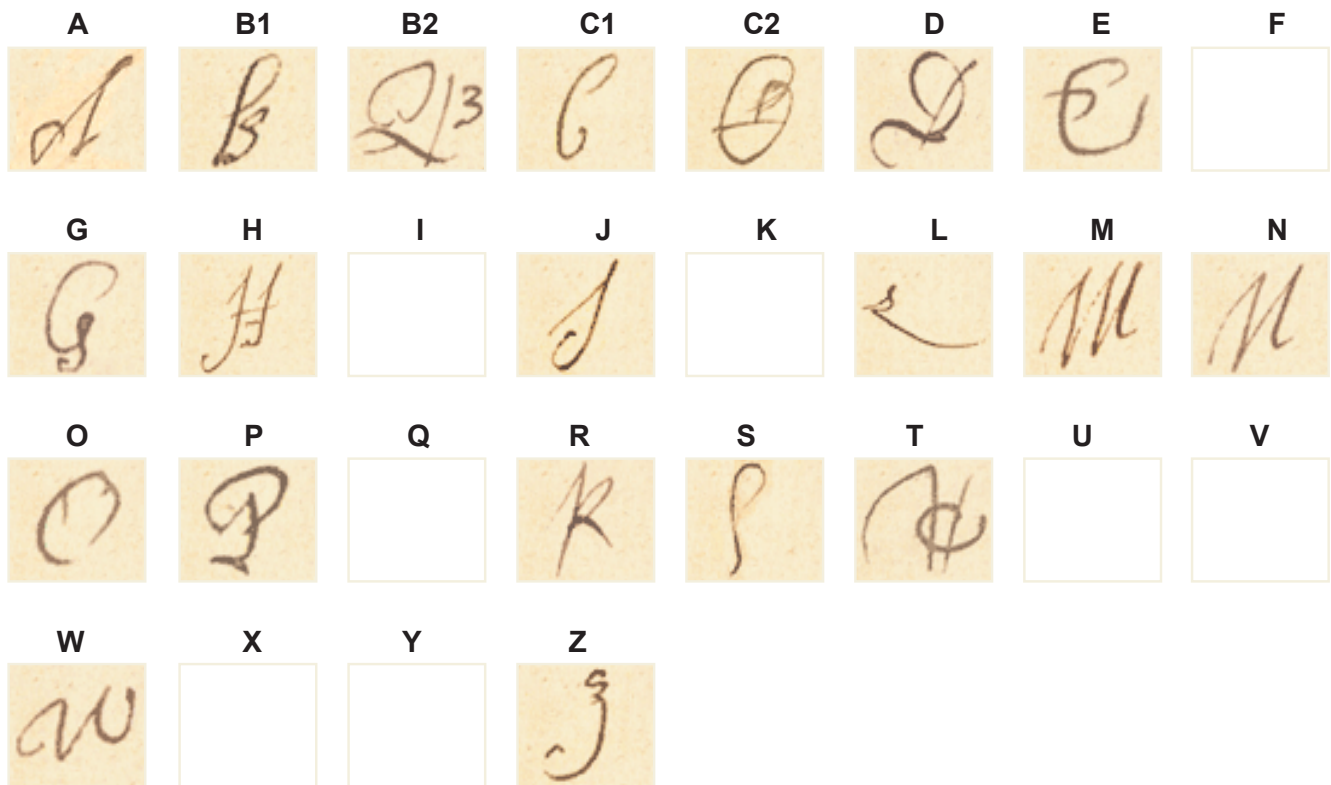 A B1 B2 C1 C2 D E F
A B B C C D E
G H I J K L M N
G H J L M N
O P Q R S T U V
O P R S T
W X Y Z
W Z